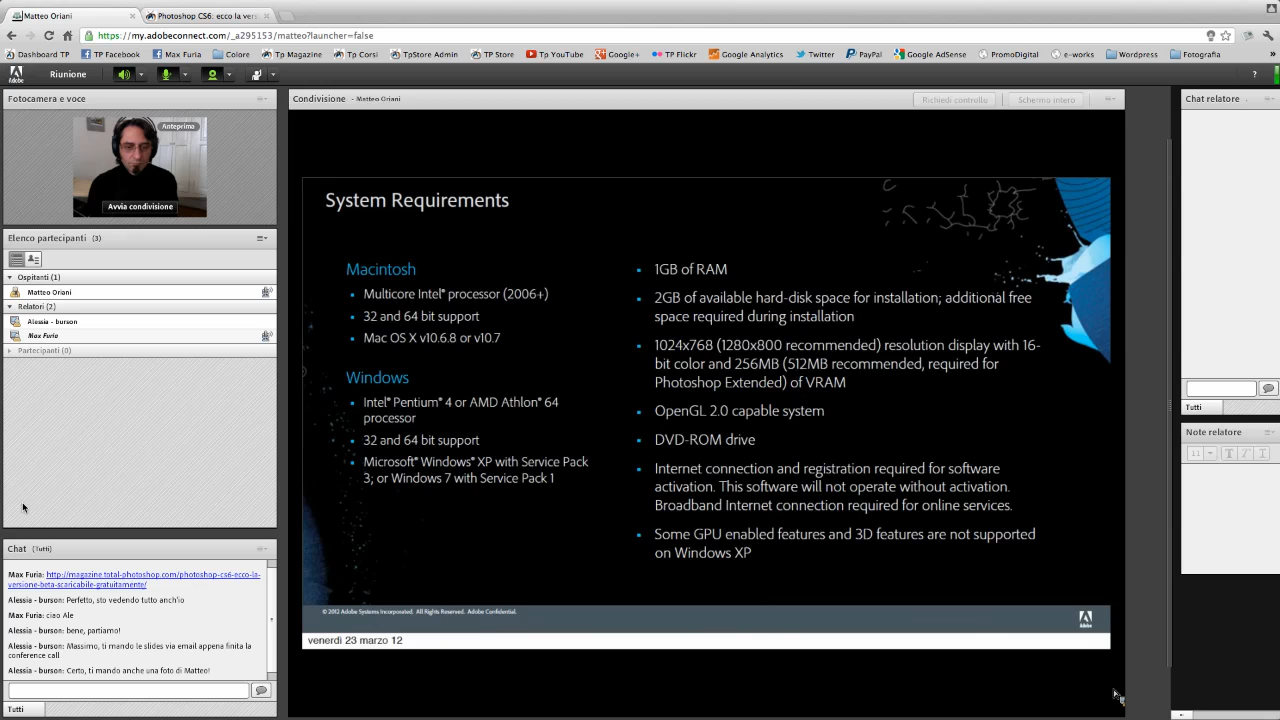 Matteo Oriani
Photoshop CS6: ecco la vers
https://my.adobeconnect.com/_a295153/matteo?launcher=false
Dashboard TP
TP Facebook
Max Furia
Colore
Tp Magazine
Tp Corsi
TpStore Admin
TP Store
Tp YouTube
Google+
TP Flickr
Google Analytics
Twitter
PayPal
Google AdSense
PromoDigital
e-works
Wordpress
Fotografia
»
Adobe
Riunione
?
Fotocamera e voce
Anteprima
Avvia condivisione
Elenco partecipanti (3)
Ospitanti (1)
Matteo Oriani
Relatori (2)
Alessia - burson
Max Furia
Partecipanti (0)
Chat (Tutti)
Max Furia: http://magazine.total-photoshop.com/photoshop-cs6-ecco-la-
versione-beta-scaricabile-gratuitamente/
Alessia - burson: Perfetto, sto vedendo tutto anch'io
Max Furia: ciao Ale
Alessia - burson: bene, partiamo!
Alessia - burson: Massimo, ti mando le slides via email appena finita la
conference call
Alessia - burson: Certo, ti mando anche una foto di Matteo!
Tutti
Condivisione - Matteo Oriani
Richiedi controllo
Schermo intero
System Requirements
Macintosh
▪ Multicore Intel® processor (2006+)
▪ 32 and 64 bit support
▪ Mac OS X v10.6.8 or v10.7
Windows
▪ Intel® Pentium® 4 or AMD Athlon® 64
processor
▪ 32 and 64 bit support
▪ Microsoft® Windows® XP with Service Pack
3; or Windows 7 with Service Pack 1
▪ 1GB of RAM
▪ 2GB of available hard-disk space for installation; additional free
space required during installation
▪ 1024x768 (1280x800 recommended) resolution display with 16-
bit color and 256MB (512MB recommended, required for
Photoshop Extended) of VRAM
▪ OpenGL 2.0 capable system
▪ DVD-ROM drive
▪ Internet connection and registration required for software
activation. This software will not operate without activation.
Broadband Internet connection required for online services.
▪ Some GPU enabled features and 3D features are not supported
on Windows XP
© 2012 Adobe Systems Incorporated. All Rights Reserved. Adobe Confidential.
Adobe
venerdì 23 marzo 12
Chat relatore
Tutti
Note relatore
11
T T T